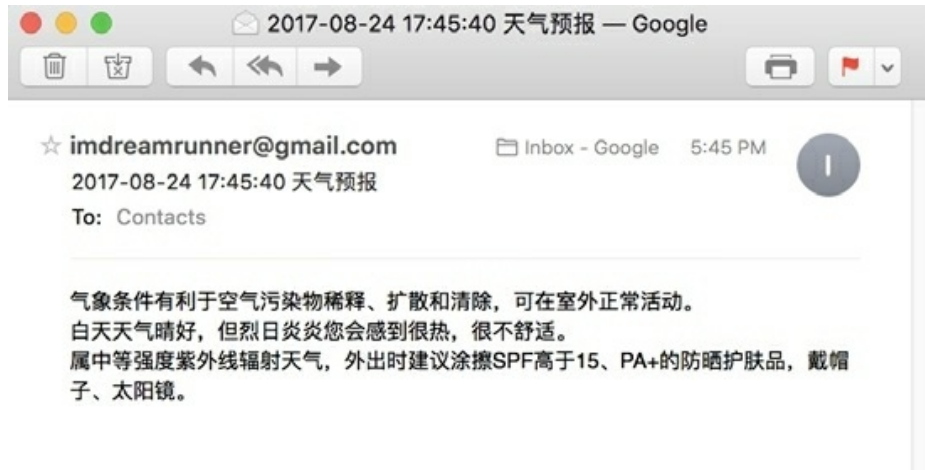 2017-08-24 17:45:40 天气预报 — Google
imdreamrunner@gmail.com
Inbox - Google 5:45 PM
I
2017-08-24 17:45:40 天气预报
To: Contacts
气象条件有利于空气污染物稀释、扩散和清除，可在室外正常活动。
白天天气晴好，但烈日炎炎您会感到很热，很不舒适。
属中等强度紫外线辐射天气，外出时建议涂擦SPF高于15、PA+的防晒护肤品，戴帽
子、太阳镜。